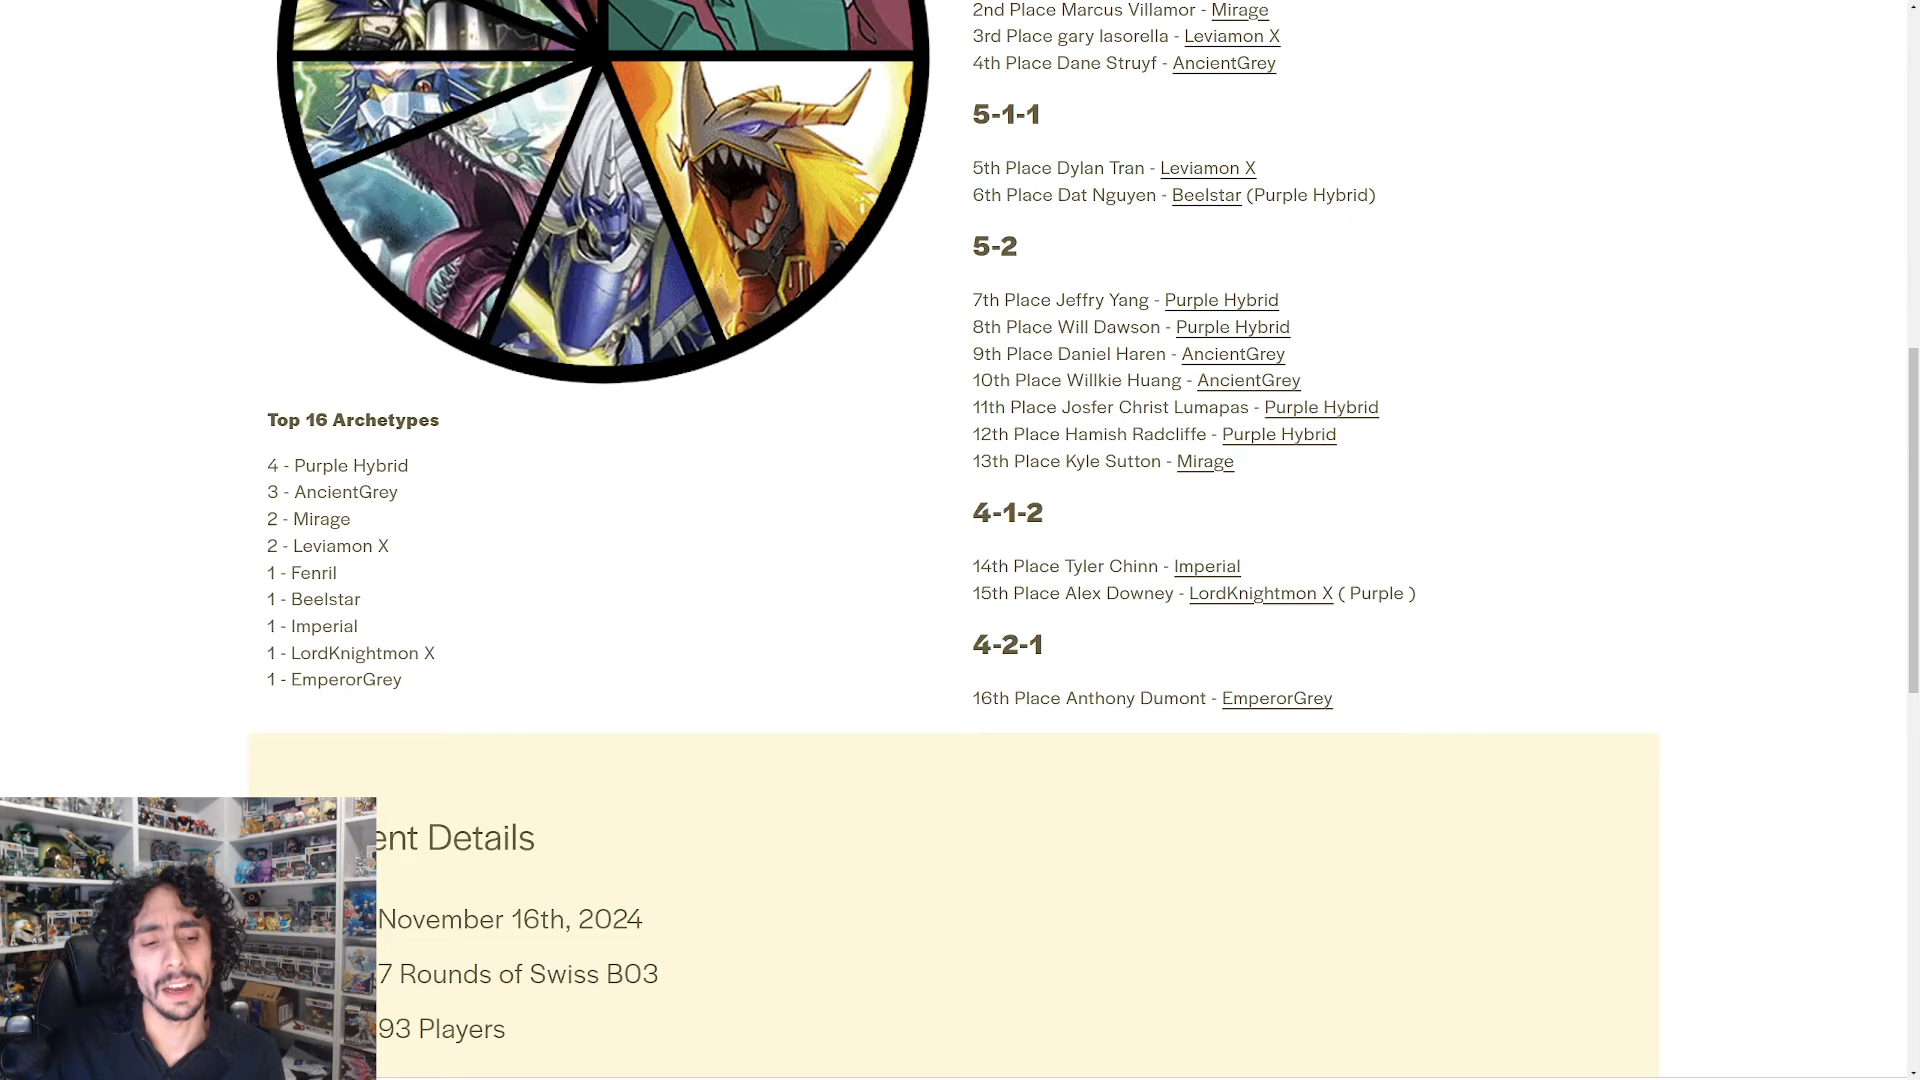 2nd Place Marcus Villamor - Mirage
3rd Place gary lasorella - Leviamon X
4th Place Dane Struyf - AncientGrey
5-1-1
5th Place Dylan Tran - Leviamon X
6th Place Dat Nguyen - Beelstar (Purple Hybrid)
5-2
7th Place Jeffry Yang - Purple Hybrid
8th Place Will Dawson - Purple Hybrid
9th Place Daniel Haren - AncientGrey
10th Place Willkie Huang - AncientGrey
11th Place Josfer Christ Lumapas - Purple Hybrid
12th Place Hamish Radcliffe - Purple Hybrid
13th Place Kyle Sutton - Mirage
4-1-2
14th Place Tyler Chinn - Imperial
15th Place Alex Downey - LordKnightmon X ( Purple )
4-2-1
16th Place Anthony Dumont - EmperorGrey
Top 16 Archetypes
4 - Purple Hybrid
3 - AncientGrey
2 - Mirage
2 - Leviamon X
1 - Fenril
1 - Beelstar
1 - Imperial
1 - LordKnightmon X
1 - EmperorGrey
ent Details
November 16th, 2024
7 Rounds of Swiss BO3
93 Players